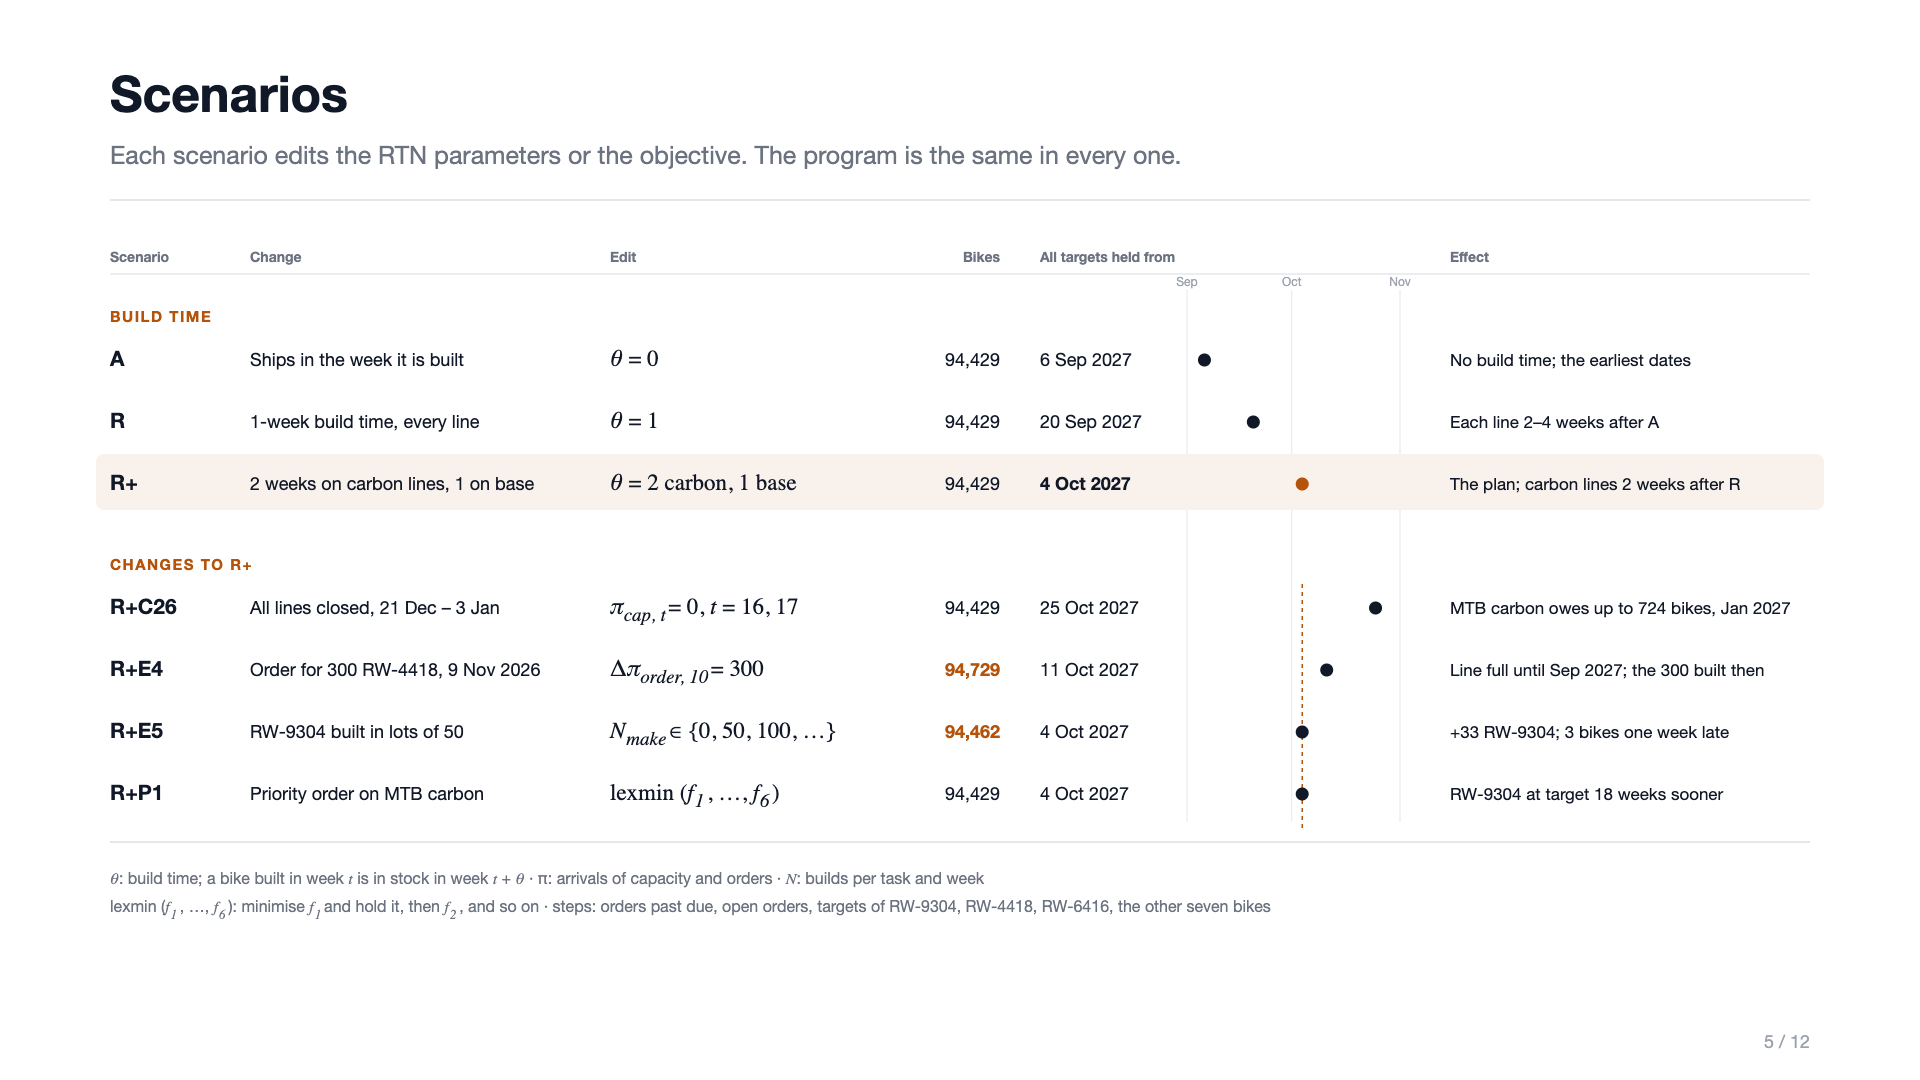 Scenarios
Each scenario edits the RTN parameters or the objective. The program is the same in every one.
Scenario Change Edit Bikes All targets held from Effect
Sep Oct Nov
BUILD TIME
A Ships in the week it is built θ = 0 94,429 6 Sep 2027 No build time; the earliest dates
R 1-week build time, every line θ = 1 94,429 20 Sep 2027 Each line 2–4 weeks after A
R+ 2 weeks on carbon lines, 1 on base θ = 2 carbon, 1 base 94,429 4 Oct 2027 The plan; carbon lines 2 weeks after R
CHANGES TO R+
R+C26 All lines closed, 21 Dec – 3 Jan π_cap, t = 0, t = 16, 17 94,429 25 Oct 2027 MTB carbon owes up to 724 bikes, Jan 2027
R+E4 Order for 300 RW-4418, 9 Nov 2026 Δπ_order, 10 = 300 94,729 11 Oct 2027 Line full until Sep 2027; the 300 built then
R+E5 RW-9304 built in lots of 50 N_make ∈ {0, 50, 100, …} 94,462 4 Oct 2027 +33 RW-9304; 3 bikes one week late
R+P1 Priority order on MTB carbon lexmin (f_1, …, f_6) 94,429 4 Oct 2027 RW-9304 at target 18 weeks sooner
θ: build time; a bike built in week t is in stock in week t + θ · π: arrivals of capacity and orders · N: builds per task and week
lexmin (f_1, …, f_6): minimise f_1 and hold it, then f_2, and so on · steps: orders past due, open orders, targets of RW-9304, RW-4418, RW-6416, the other seven bikes
5 / 12